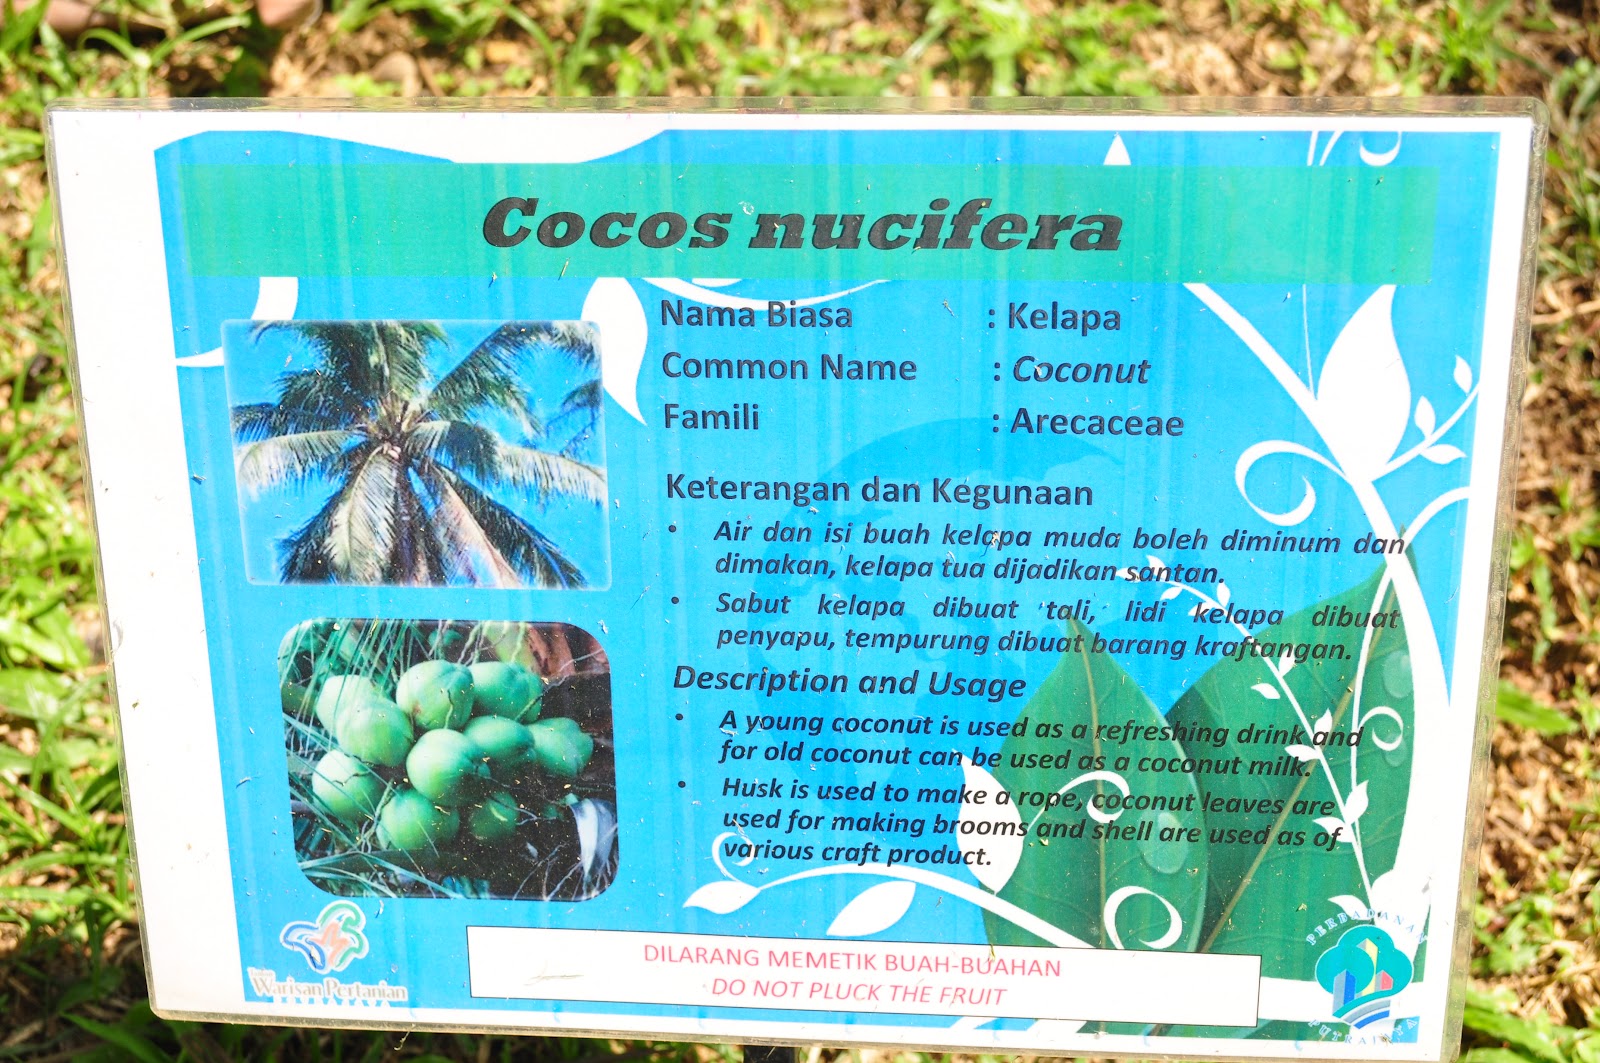 Cocos nucifera
Nama Biasa : Kelapa
Common Name : Coconut
Famili : Arecaceae
Keterangan dan Kegunaan
• Air dan isi buah kelapa muda boleh diminum dan
dimakan, kelapa tua dijadikan santan.
• Sabut kelapa dibuat tali, lidi kelapa dibuat
penyapu, tempurung dibuat barang kraftangan.
Description and Usage
• A young coconut is used as a refreshing drink and
for old coconut can be used as a coconut milk.
• Husk is used to make a rope, coconut leaves are
used for making brooms and shell are used as of
various craft product.
DILARANG MEMETIK BUAH-BUAHAN
DO NOT PLUCK THE FRUIT
Warisan Pertanian
PERBADANAN
PUTRAJAYA